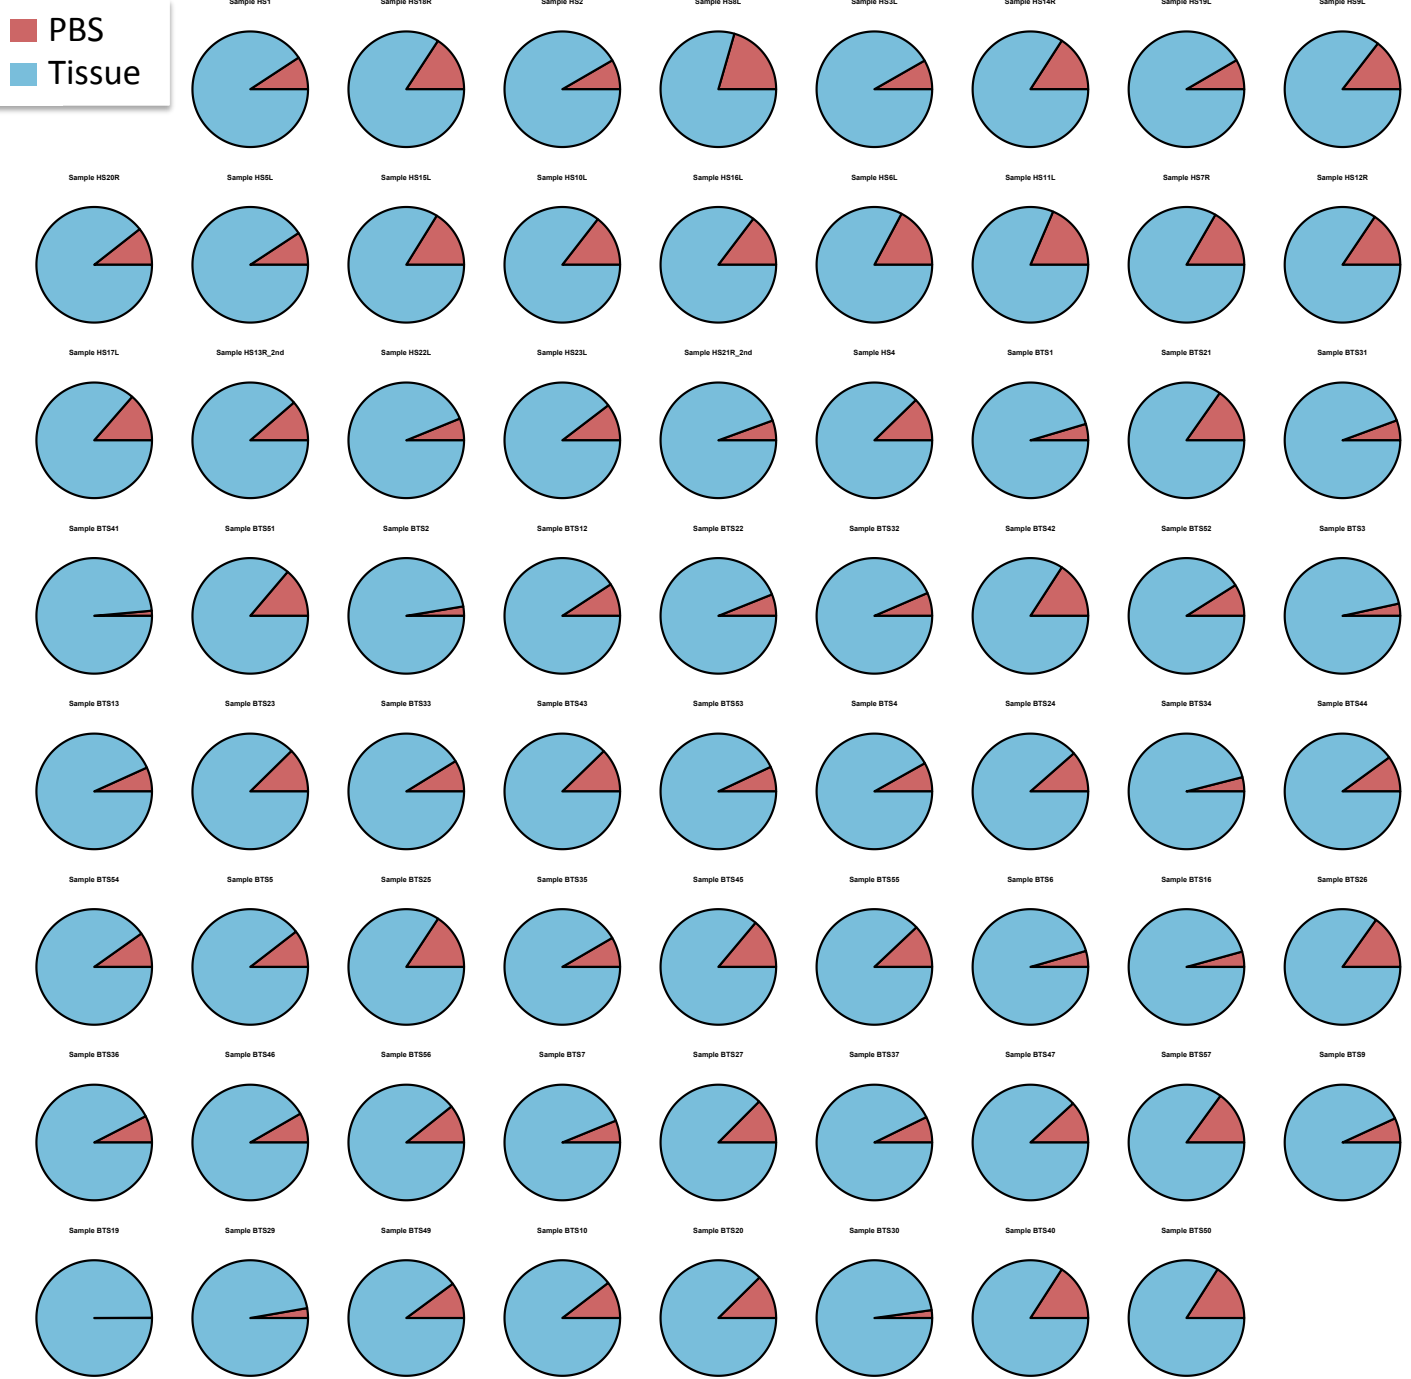 PBS
Tissue
Sample HS1 Sample HS18R Sample HS2 Sample HS8L Sample HS3L Sample HS14R Sample HS19L Sample HS9L
Sample HS20R Sample HS5L Sample HS15L Sample HS10L Sample HS16L Sample HS6L Sample HS11L Sample HS7R Sample HS12R
Sample HS17L Sample HS13R_2nd Sample HS22L Sample HS23L Sample HS21R_2nd Sample HS4 Sample BTS1 Sample BTS21 Sample BTS31
Sample BTS41 Sample BTS51 Sample BTS2 Sample BTS12 Sample BTS22 Sample BTS32 Sample BTS42 Sample BTS52 Sample BTS3
Sample BTS13 Sample BTS23 Sample BTS33 Sample BTS43 Sample BTS53 Sample BTS4 Sample BTS24 Sample BTS34 Sample BTS44
Sample BTS54 Sample BTS5 Sample BTS25 Sample BTS35 Sample BTS45 Sample BTS55 Sample BTS6 Sample BTS16 Sample BTS26
Sample BTS36 Sample BTS46 Sample BTS56 Sample BTS7 Sample BTS27 Sample BTS37 Sample BTS47 Sample BTS57 Sample BTS9
Sample BTS19 Sample BTS29 Sample BTS49 Sample BTS10 Sample BTS20 Sample BTS30 Sample BTS40 Sample BTS50